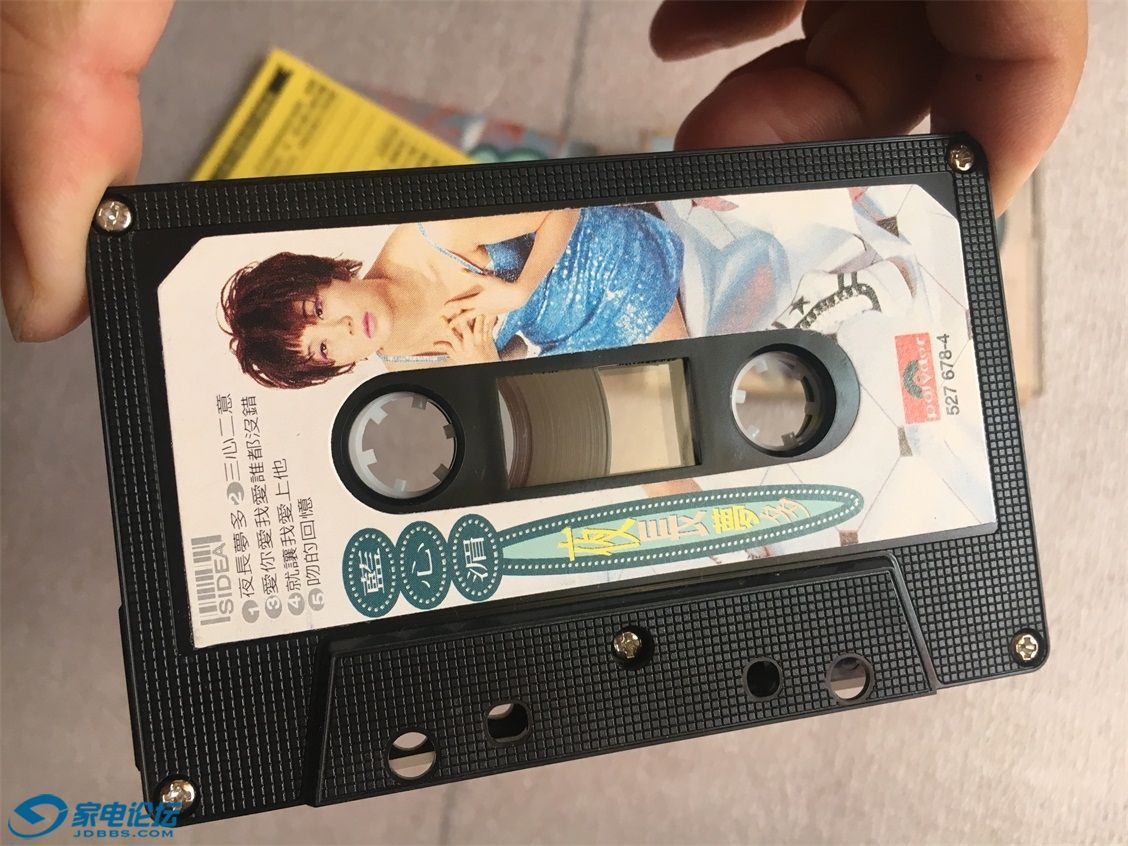 SIDE A
❶夜長夢多 ❷三心二意
❸愛你愛我愛誰都沒錯
❹就讓我愛上他
❺吻的回憶
藍心湄
夜長夢多
polydor
527 678-4
家电论坛
JDBBS.COM